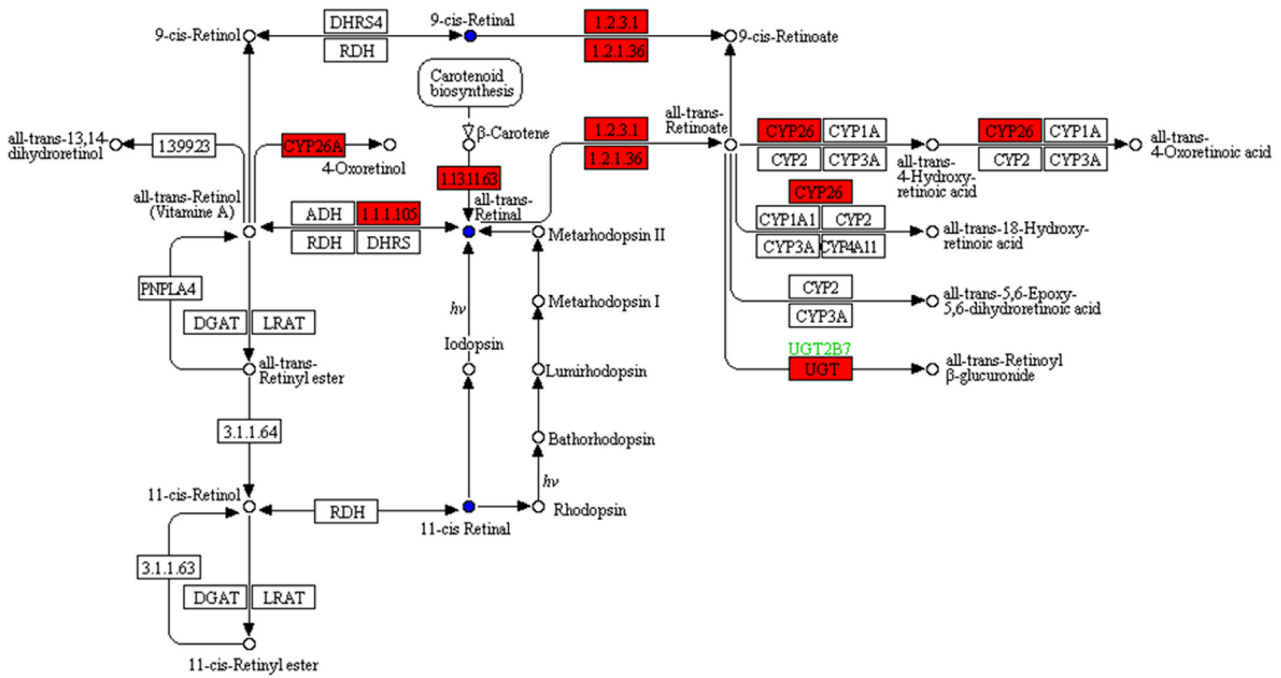 DHRS4
9-cis-Retinal
1.2.3.1
9-cis-Retinol
9-cis-Retinoate
RDH
1.2.1.36
Carotenoid
biosynthesis
all-trans-
Retinoate
all-trans-13,14-
dihydroretinol
1.3.99.23
CYP26A
β-Carotene
1.2.3.1
CYP26
CYP1A
CYP26
CYP1A
all-trans-
4-Oxoretinoic acid
4-Oxoretinol
1.2.1.36
CYP2
CYP3A
all-trans-
4-Hydroxy-
retinoic acid
CYP2
CYP3A
1.13.11.63
all-trans-Retinol
(Vitamine A)
all-trans-
Retinal
CYP26
ADH
1.1.1.105
CYP1A1
CYP2
RDH
DHRS
Metarhodopsin II
all-trans-18-Hydroxy-
retinoic acid
CYP3A
CYP4A11
PNPLA4
CYP2
hν
Metarhodopsin I
all-trans-5,6-Epoxy-
5,6-dihydroretinoic acid
DGAT
LRAT
CYP3A
Iodopsin
UGT2B7
all-trans-
Retinyl ester
Lumirhodopsin
UGT
all-trans-Retinoyl
β-glucuronide
3.1.1.64
Bathorhodopsin
hν
11-cis-Retinol
RDH
11-cis Retinal
Rhodopsin
3.1.1.63
DGAT
LRAT
11-cis-Retinyl ester